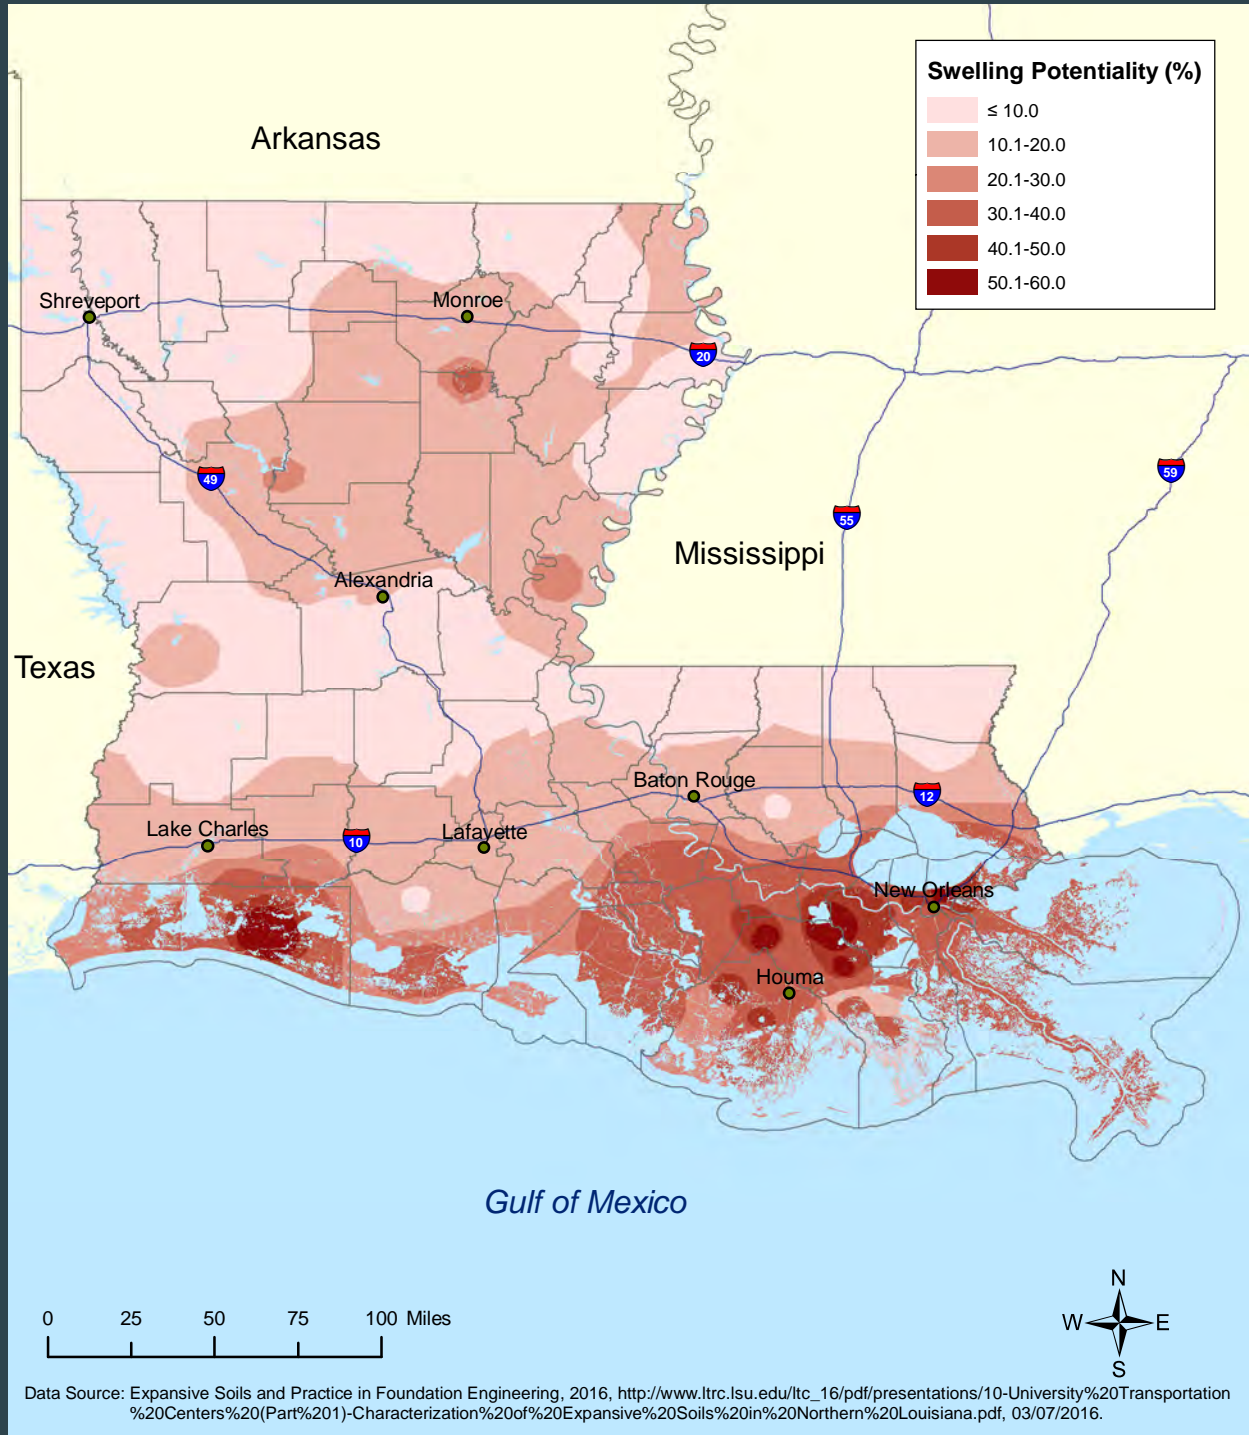 Swelling Potentiality (%)
≤ 10.0
10.1-20.0
20.1-30.0
30.1-40.0
40.1-50.0
50.1-60.0
Arkansas
Shreveport
Monroe
20
49
59
55
Mississippi
Alexandria
Texas
Baton Rouge
12
Lake Charles
10
Lafayette
New Orleans
Houma
Gulf of Mexico
0 25 50 75 100 Miles
N
W E
S
Data Source: Expansive Soils and Practice in Foundation Engineering, 2016, http://www.ltrc.lsu.edu/ltc_16/pdf/presentations/10-University%20Transportation
%20Centers%20(Part%201)-Characterization%20of%20Expansive%20Soils%20in%20Northern%20Louisiana.pdf, 03/07/2016.